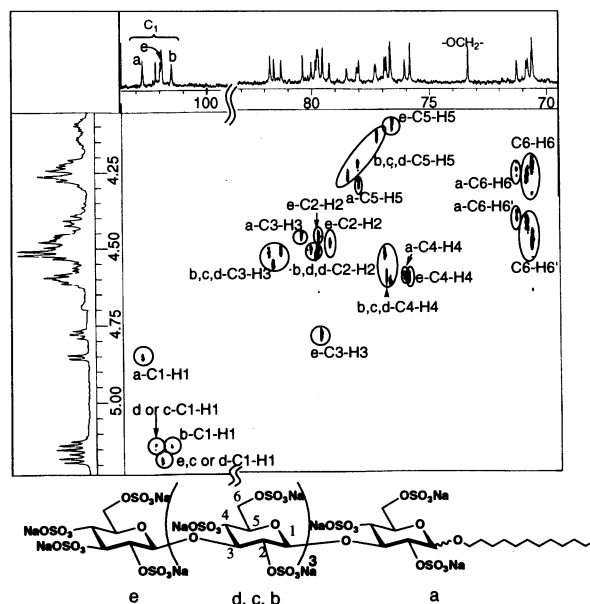 C₁
a
e
b
-OCH₂-
100
80
75
70
4.25
4.50
4.75
5.00
e-C5-H5
b,c,d-C5-H5
a-C5-H5
C6-H6
a-C6-H6
a-C6-H6'
C6-H6'
e-C2-H2
e-C2-H2
a-C3-H3
b,c,d-C3-H3
b,d,d-C2-H2
a-C4-H4
e-C4-H4
b,c,d-C4-H4
e-C3-H3
a-C1-H1
d or c-C1-H1
b-C1-H1
e,c or d-C1-H1
OSO₃Na
NaOSO₃
NaOSO₃
OSO₃Na
e
6
OSO₃Na
4
NaOSO₃
5
1
3
2
OSO₃Na
3
d, c, b
OSO₃Na
NaOSO₃
OSO₃Na
a